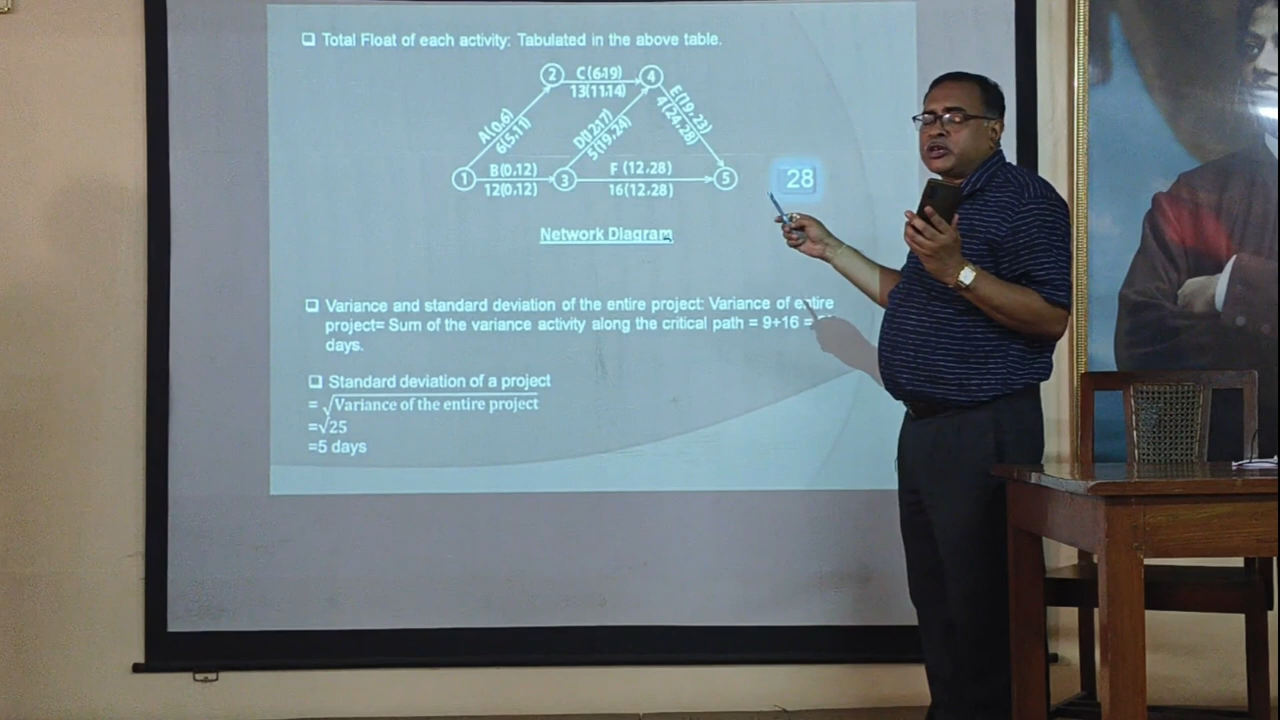 ❑ Total Float of each activity: Tabulated in the above table.
2 C(6,19) 4
13(11,14)
A(0,6)
6(5,11)
D(12,17)
5(19,24)
E(19,23)
4(24,28)
1 B(0,12) 3 F (12,28) 5
12(0,12) 16(12,28)
28
Network Diagram
❑ Variance and standard deviation of the entire project: Variance of entire
project= Sum of the variance activity along the critical path = 9+16 =
days.
❑ Standard deviation of a project
= √Variance of the entire project
=√25
=5 days